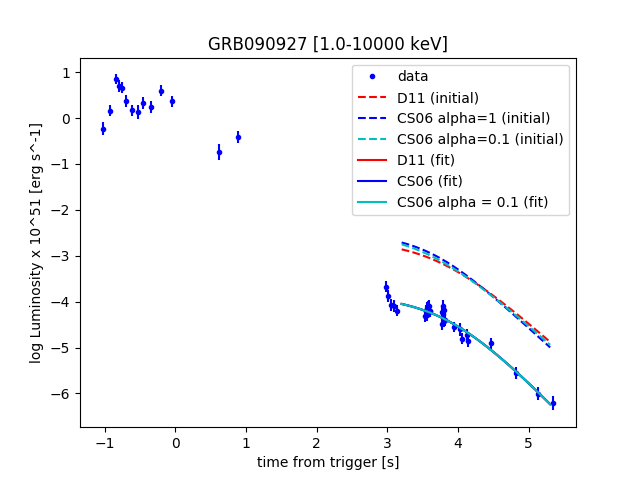 GRB090927 [1.0-10000 keV]
data
D11 (initial)
CS06 alpha=1 (initial)
CS06 alpha=0.1 (initial)
D11 (fit)
CS06 (fit)
CS06 alpha = 0.1 (fit)
log Luminosity x 10^51 [erg s^-1]
1
0
−1
−2
−3
−4
−5
−6
−1 0 1 2 3 4 5
time from trigger [s]